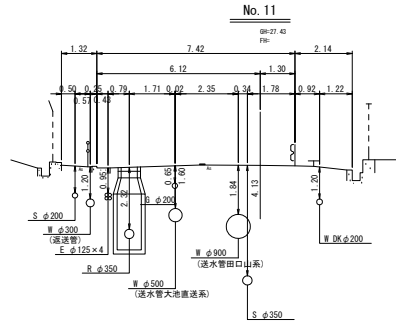 No. 11
GH=27.43
FH=
1.32 7.42 2.14
6.12 1.30
0.50 0.25 0.79 1.71 0.02 2.35 0.34 1.78 0.92 1.22
0.57 0.43
1.20 0.95 2.32 0.65 1.60 1.84 4.13 1.20
S φ200
G φ200
W φ300
(返送管)
W DK φ200
E φ125×4
W φ900
(送水管田口山系)
R φ350
W φ500
(送水管大池直送系)
S φ350